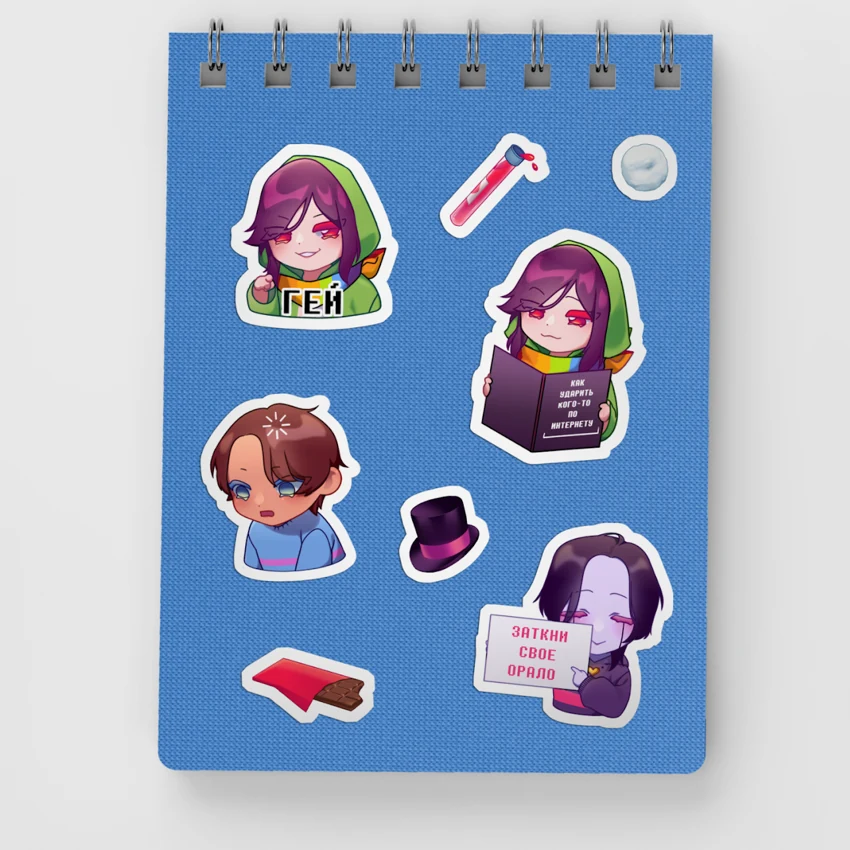 ГЕЙ
КАК
УДАРИТЬ
КОГО-ТО
ПО
ИНТЕРНЕТУ
ЗАТКНИ
СВОЕ
ОРАЛО